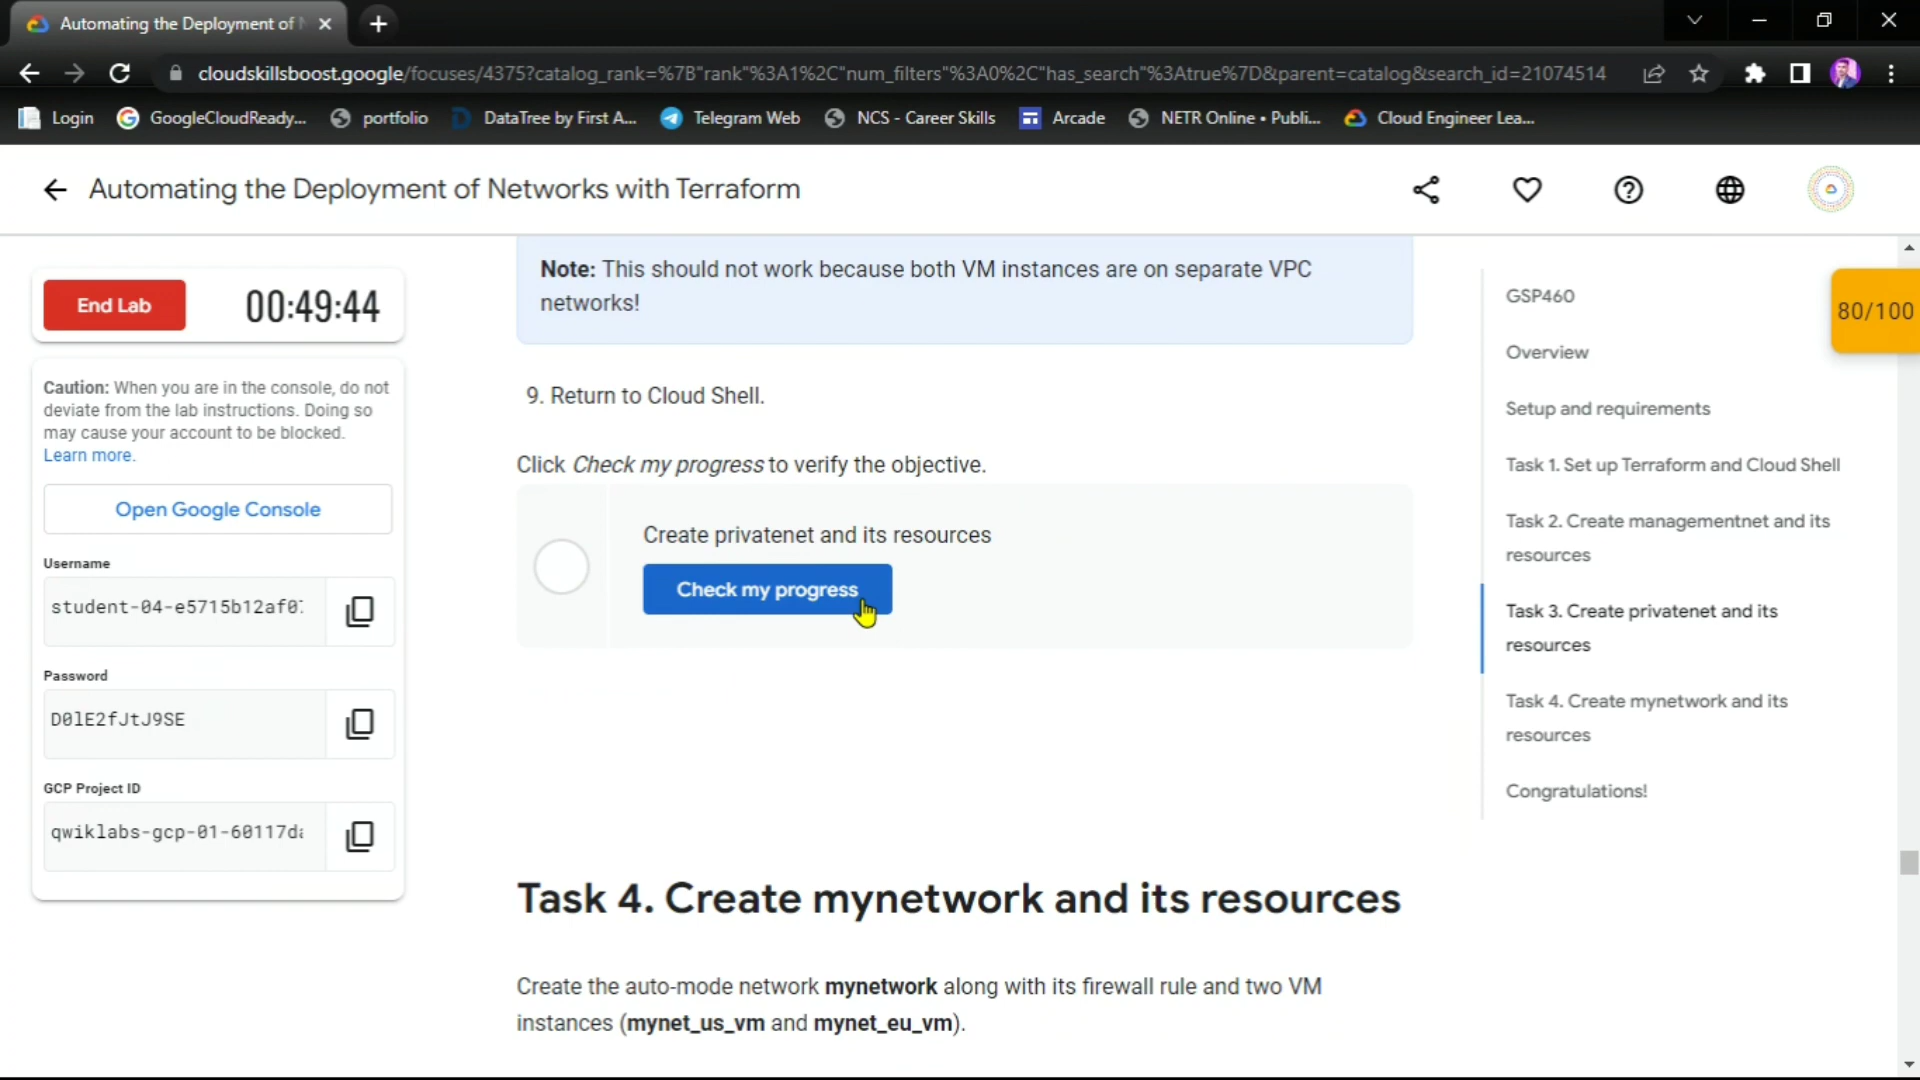 Automating the Deployment of
cloudskillsboost.google/focuses/4375?catalog_rank=%7B"rank"%3A1%2C"num_filters"%3A0%2C"has_search"%3Atrue%7D&parent=catalog&search_id=21074514
Login
GoogleCloudReady...
portfolio
DataTree by First A...
Telegram Web
NCS - Career Skills
Arcade
NETR Online • Publi...
Cloud Engineer Lea...
Automating the Deployment of Networks with Terraform
End Lab
00:49:44
Caution: When you are in the console, do not
deviate from the lab instructions. Doing so
may cause your account to be blocked.
Learn more.
Open Google Console
Username
student-04-e5715b12af0
Password
D0lE2fJtJ9SE
GCP Project ID
qwiklabs-gcp-01-60117d
Note: This should not work because both VM instances are on separate VPC
networks!
9. Return to Cloud Shell.
Click Check my progress to verify the objective.
Create privatenet and its resources
Check my progress
Task 4. Create mynetwork and its resources
Create the auto-mode network mynetwork along with its firewall rule and two VM
instances (mynet_us_vm and mynet_eu_vm).
GSP460
Overview
Setup and requirements
Task 1. Set up Terraform and Cloud Shell
Task 2. Create managementnet and its
resources
Task 3. Create privatenet and its
resources
Task 4. Create mynetwork and its
resources
Congratulations!
80/100